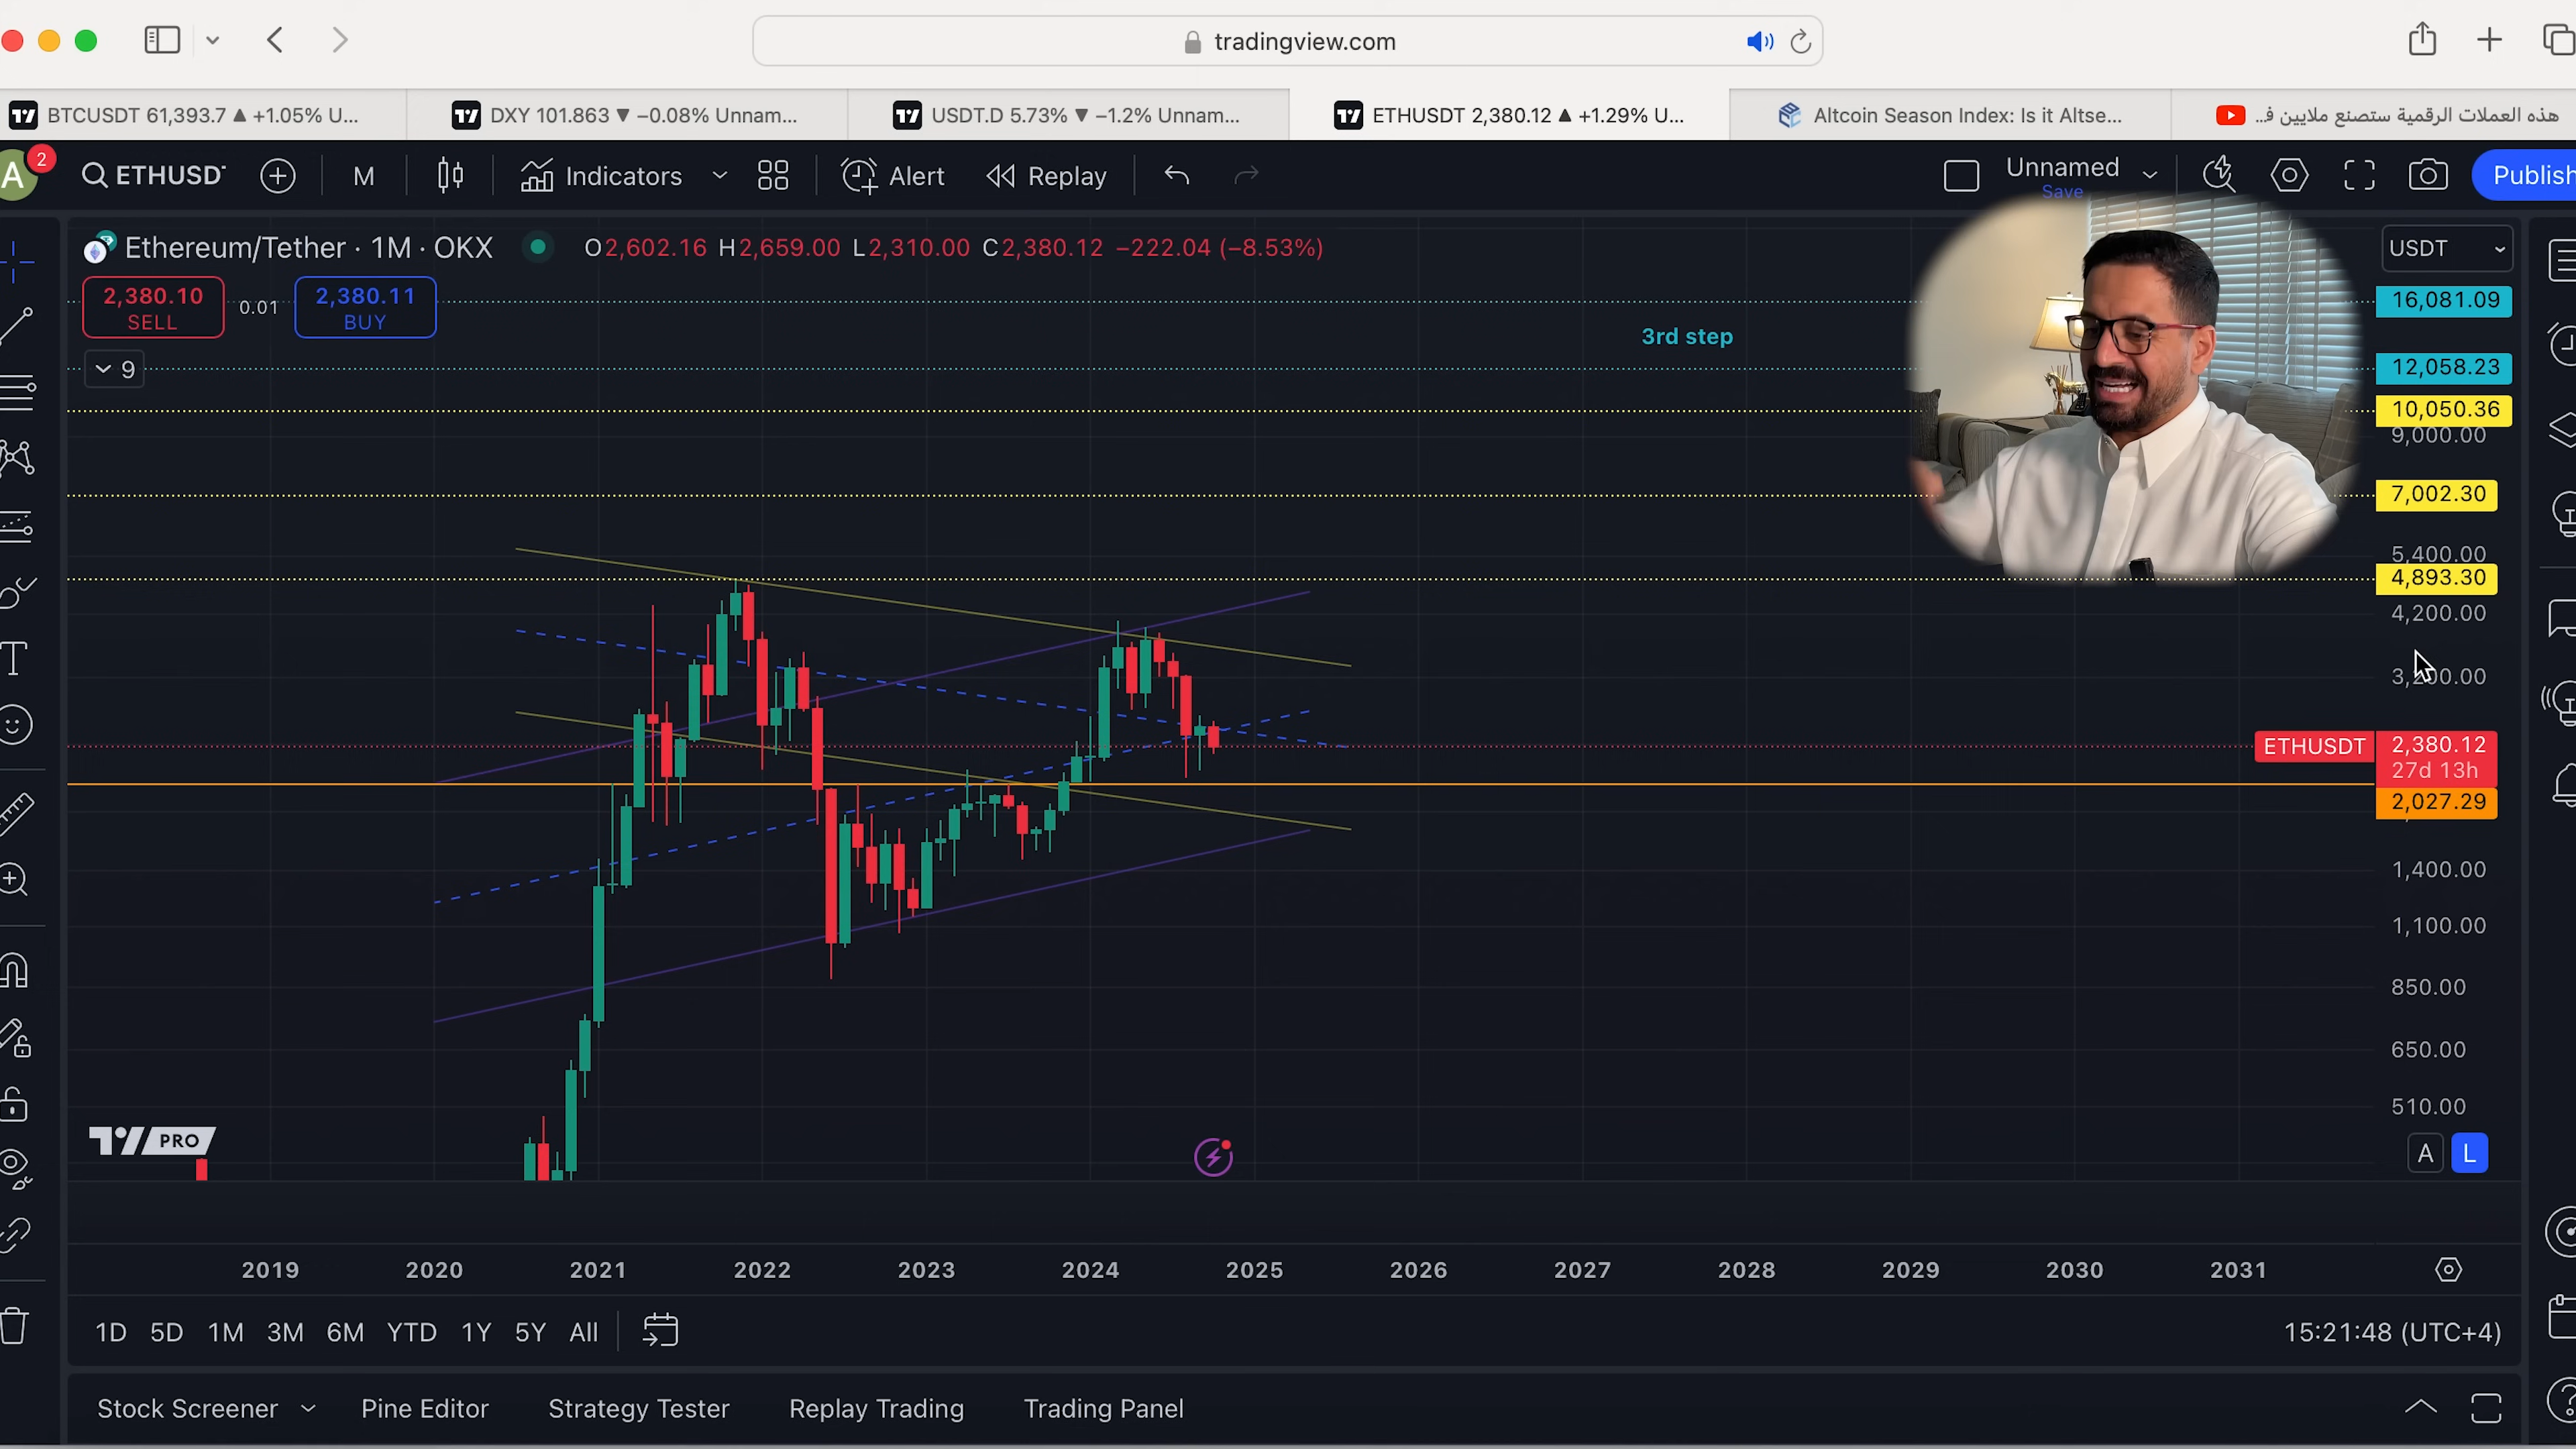 tradingview.com
BTCUSDT 61,393.7 ▲ +1.05% U...
DXY 101.863 ▼ −0.08% Unnam...
USDT.D 5.73% ▼ −1.2% Unnam...
ETHUSDT 2,380.12 ▲ +1.29% U...
Altcoin Season Index: Is it Altse...
هذه العملات الرقمية ستصنع ملايين ف...
A
2
ETHUSD
M
Indicators
Alert
Replay
Unnamed
Save
Publish
Ethereum/Tether · 1M · OKX
O2,602.16 H2,659.00 L2,310.00 C2,380.12 −222.04 (−8.53%)
USDT
2,380.10
SELL
0.01
2,380.11
BUY
9
3rd step
16,081.09
12,058.23
10,050.36
9,000.00
7,002.30
5,400.00
4,893.30
4,200.00
3,200.00
ETHUSDT
2,380.12
27d 13h
2,027.29
1,400.00
1,100.00
850.00
650.00
510.00
PRO
A
L
2019 2020 2021 2022 2023 2024 2025 2026 2027 2028 2029 2030 2031
1D 5D 1M 3M 6M YTD 1Y 5Y All
15:21:48 (UTC+4)
Stock Screener
Pine Editor
Strategy Tester
Replay Trading
Trading Panel